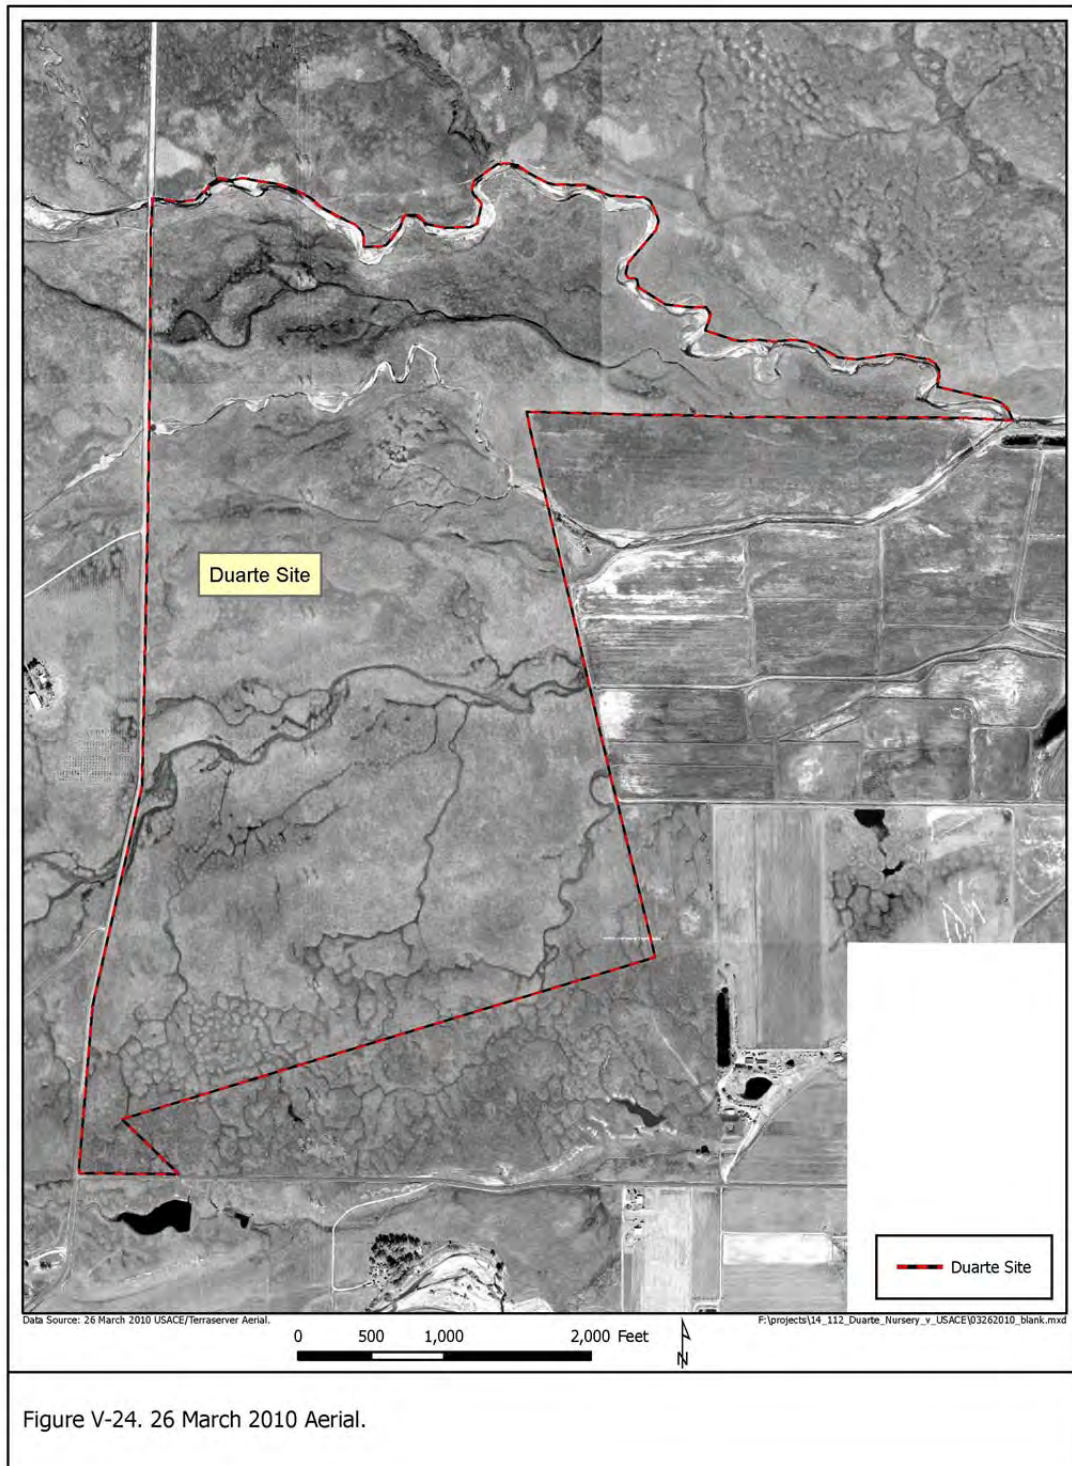 Duarte Site
Duarte Site
Data Source: 26 March 2010 USACE/Terraserver Aerial.
F:\projects\14_112_Duarte_Nursery_v_USACE\03262010_blank.mxd
0 500 1,000 2,000 Feet
N
Figure V-24. 26 March 2010 Aerial.